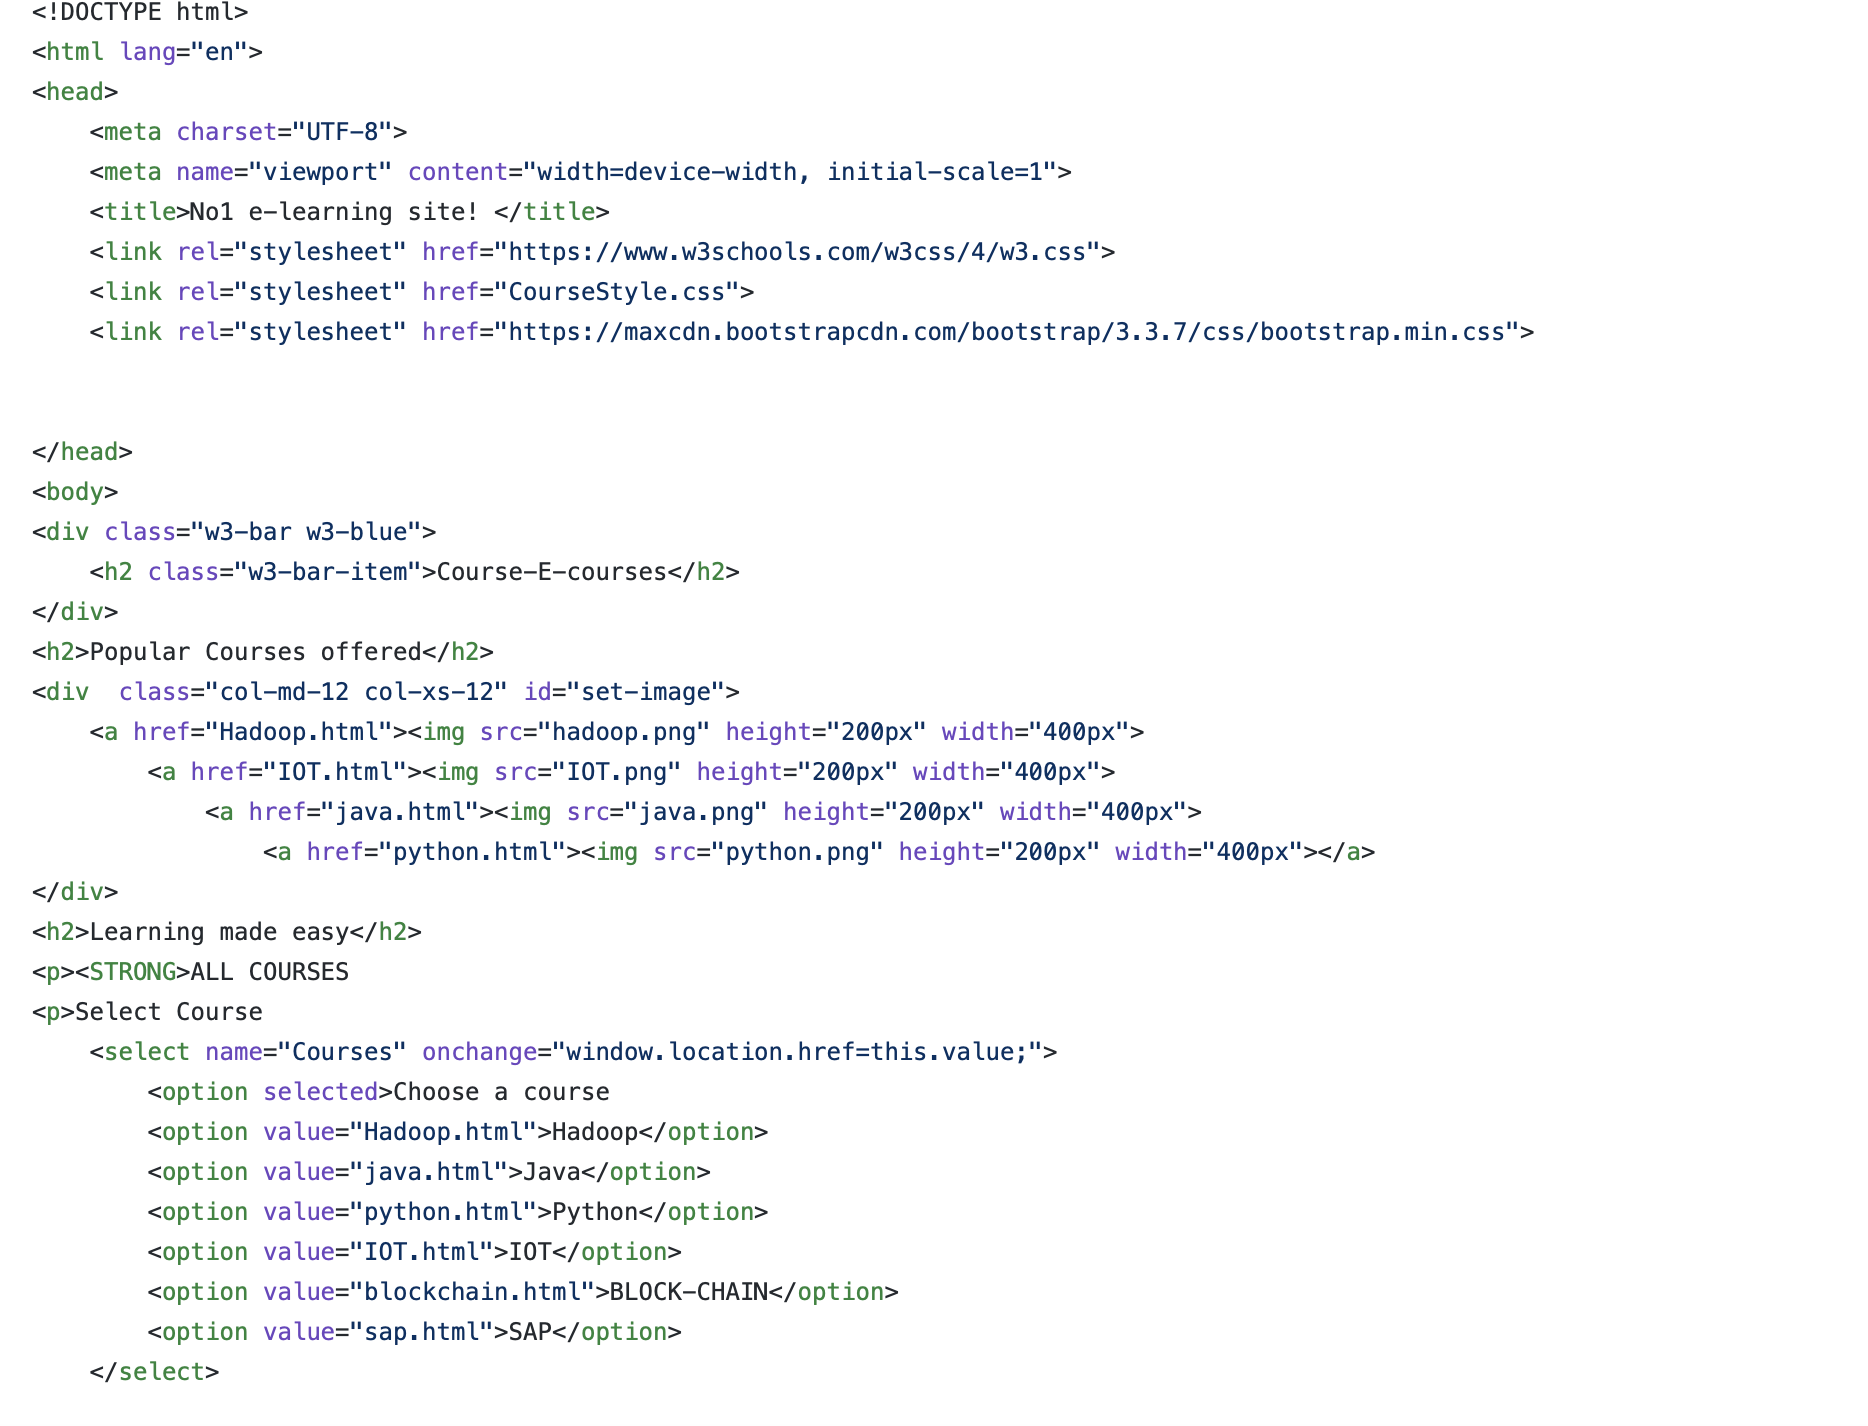 <!DOCTYPE html>
<html lang="en">
<head>
    <meta charset="UTF-8">
    <meta name="viewport" content="width=device-width, initial-scale=1">
    <title>No1 e-learning site! </title>
    <link rel="stylesheet" href="https://www.w3schools.com/w3css/4/w3.css">
    <link rel="stylesheet" href="CourseStyle.css">
    <link rel="stylesheet" href="https://maxcdn.bootstrapcdn.com/bootstrap/3.3.7/css/bootstrap.min.css">


</head>
<body>
<div class="w3-bar w3-blue">
    <h2 class="w3-bar-item">Course-E-courses</h2>
</div>
<h2>Popular Courses offered</h2>
<div  class="col-md-12 col-xs-12" id="set-image">
    <a href="Hadoop.html"><img src="hadoop.png" height="200px" width="400px">
        <a href="IOT.html"><img src="IOT.png" height="200px" width="400px">
            <a href="java.html"><img src="java.png" height="200px" width="400px">
                <a href="python.html"><img src="python.png" height="200px" width="400px"></a>
</div>
<h2>Learning made easy</h2>
<p><STRONG>ALL COURSES
<p>Select Course
    <select name="Courses" onchange="window.location.href=this.value;">
        <option selected>Choose a course
        <option value="Hadoop.html">Hadoop</option>
        <option value="java.html">Java</option>
        <option value="python.html">Python</option>
        <option value="IOT.html">IOT</option>
        <option value="blockchain.html">BLOCK-CHAIN</option>
        <option value="sap.html">SAP</option>
    </select>